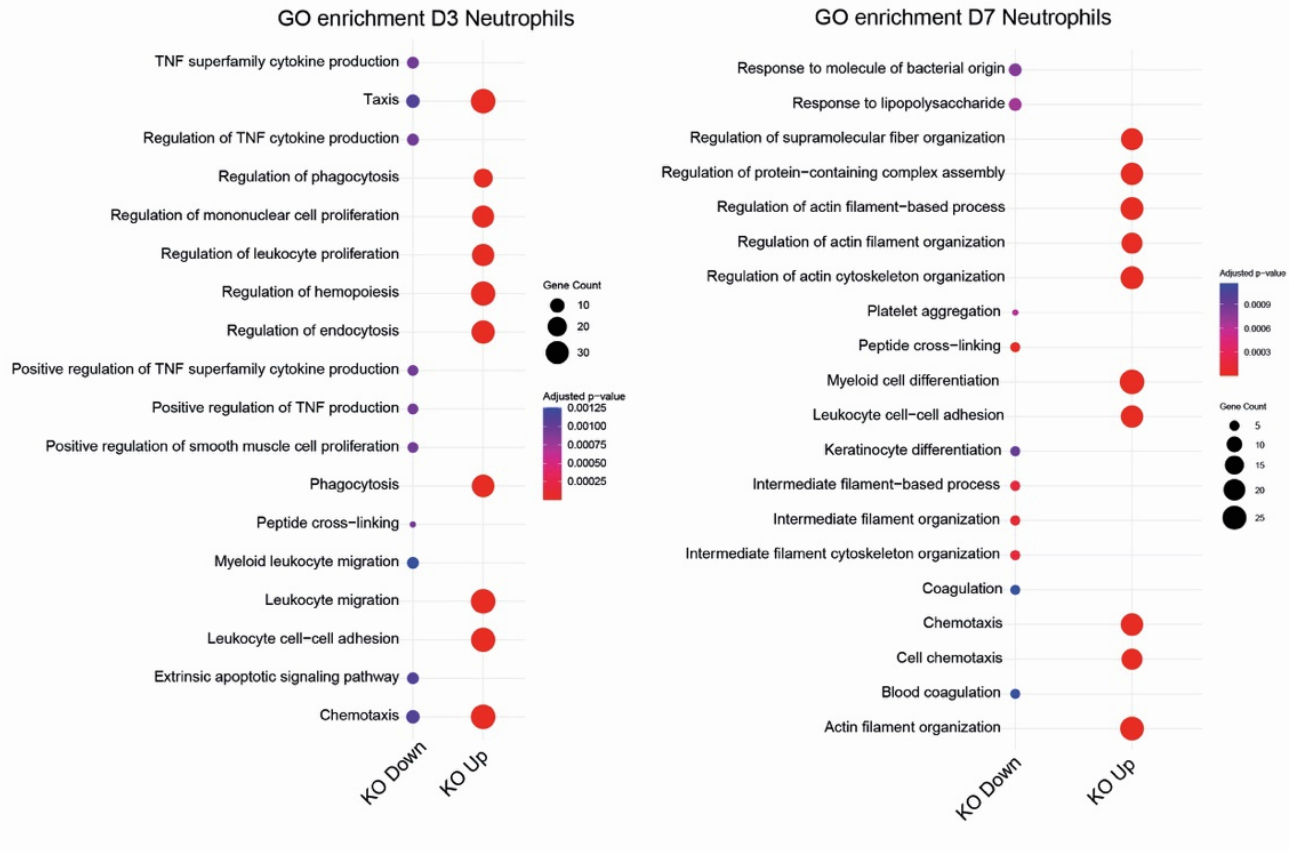 GO enrichment D3 Neutrophils
TNF superfamily cytokine production
Taxis
Regulation of TNF cytokine production
Regulation of phagocytosis
Regulation of mononuclear cell proliferation
Regulation of leukocyte proliferation
Regulation of hemopoiesis
Regulation of endocytosis
Positive regulation of TNF superfamily cytokine production
Positive regulation of TNF production
Positive regulation of smooth muscle cell proliferation
Phagocytosis
Peptide cross−linking
Myeloid leukocyte migration
Leukocyte migration
Leukocyte cell−cell adhesion
Extrinsic apoptotic signaling pathway
Chemotaxis
KO Down
KO Up
Gene Count
10
20
30
Adjusted p−value
0.00125
0.00100
0.00075
0.00050
0.00025
GO enrichment D7 Neutrophils
Response to molecule of bacterial origin
Response to lipopolysaccharide
Regulation of supramolecular fiber organization
Regulation of protein−containing complex assembly
Regulation of actin filament−based process
Regulation of actin filament organization
Regulation of actin cytoskeleton organization
Platelet aggregation
Peptide cross−linking
Myeloid cell differentiation
Leukocyte cell−cell adhesion
Keratinocyte differentiation
Intermediate filament−based process
Intermediate filament organization
Intermediate filament cytoskeleton organization
Coagulation
Chemotaxis
Cell chemotaxis
Blood coagulation
Actin filament organization
KO Down
KO Up
Adjusted p−value
0.0009
0.0006
0.0003
Gene Count
5
10
15
20
25